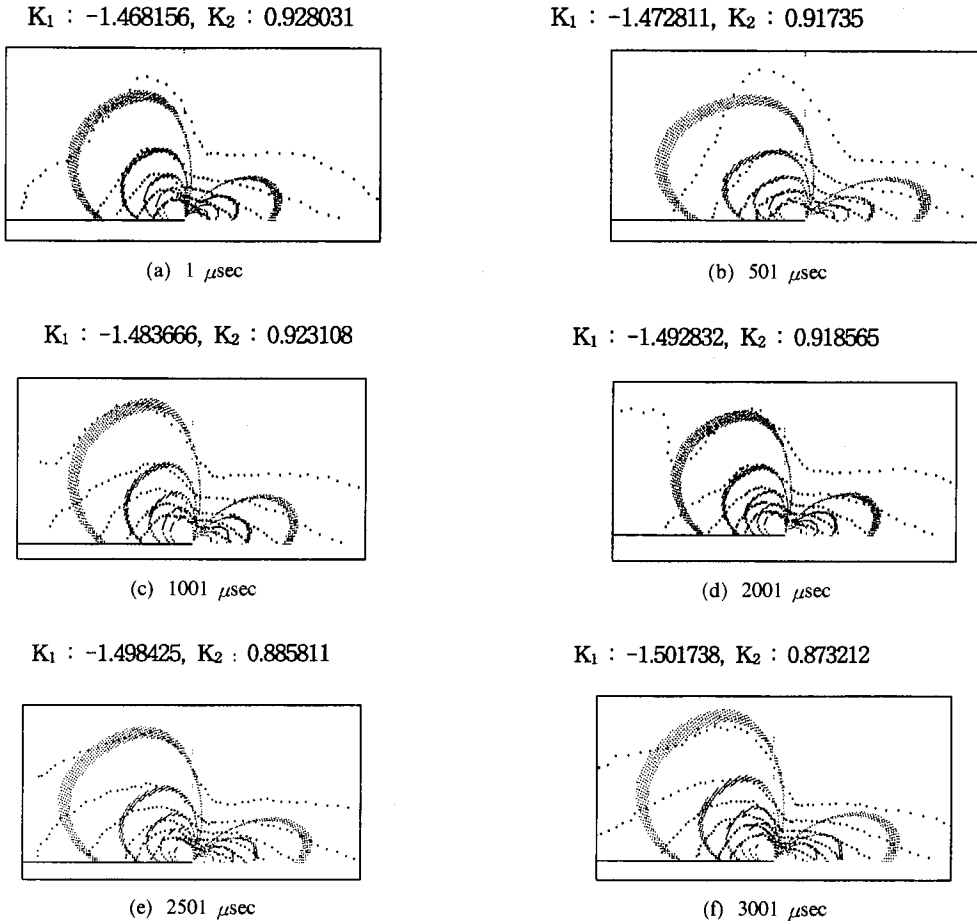 K₁ : -1.468156, K₂ : 0.928031
K₁ : -1.472811, K₂ : 0.91735
(a) 1 μsec
(b) 501 μsec
K₁ : -1.483666, K₂ : 0.923108
K₁ : -1.492832, K₂ : 0.918565
(c) 1001 μsec
(d) 2001 μsec
K₁ : -1.498425, K₂ : 0.885811
K₁ : -1.501738, K₂ : 0.873212
(e) 2501 μsec
(f) 3001 μsec